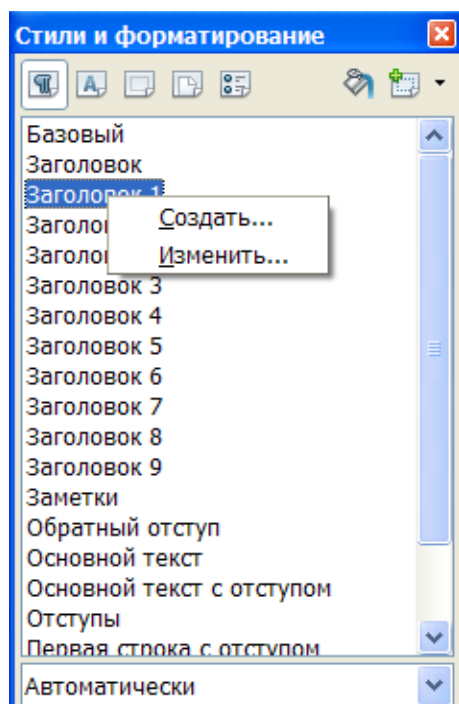 Стили и форматирование
Базовый
Заголовок
Заголовок 1
Создать...
Изменить...
Заголовок 3
Заголовок 4
Заголовок 5
Заголовок 6
Заголовок 7
Заголовок 8
Заголовок 9
Заметки
Обратный отступ
Основной текст
Основной текст с отступом
Отступы
Первая строка с отступом
Автоматически